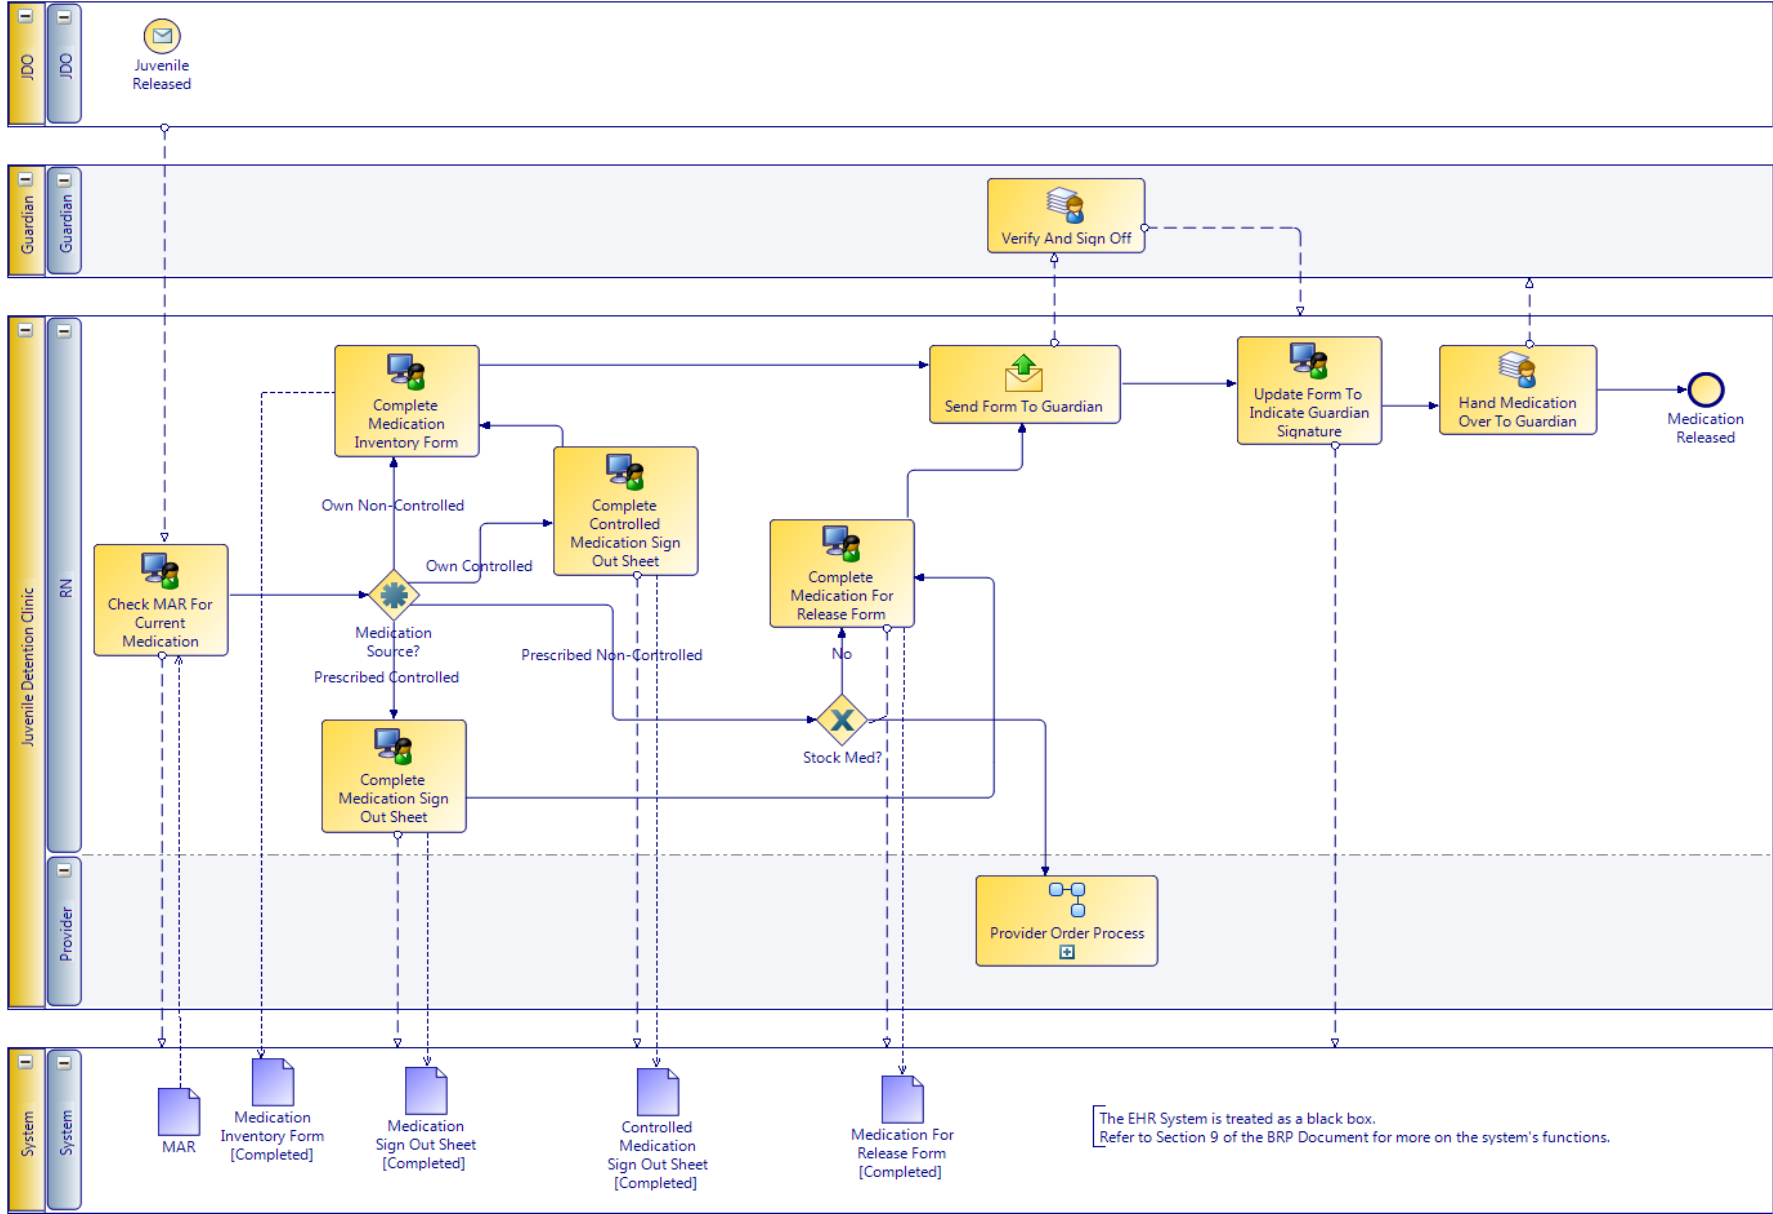 JDO
JDO
Juvenile
Released
Guardian
Guardian
Verify And Sign Off
Juvenile Detention Clinic
RN
Complete
Medication
Inventory Form
Send Form To Guardian
Update Form To
Indicate Guardian
Signature
Hand Medication
Over To Guardian
Medication
Released
Own Non-Controlled
Complete
Controlled
Medication Sign
Out Sheet
Own Controlled
Check MAR For
Current
Medication
Medication
Source?
Complete
Medication For
Release Form
Prescribed Non-Controlled
No
Prescribed Controlled
Stock Med?
Complete
Medication Sign
Out Sheet
Provider
Provider Order Process
System
System
MAR
Medication
Inventory Form
[Completed]
Medication
Sign Out Sheet
[Completed]
Controlled
Medication
Sign Out Sheet
[Completed]
Medication For
Release Form
[Completed]
The EHR System is treated as a black box.
Refer to Section 9 of the BRP Document for more on the system's functions.